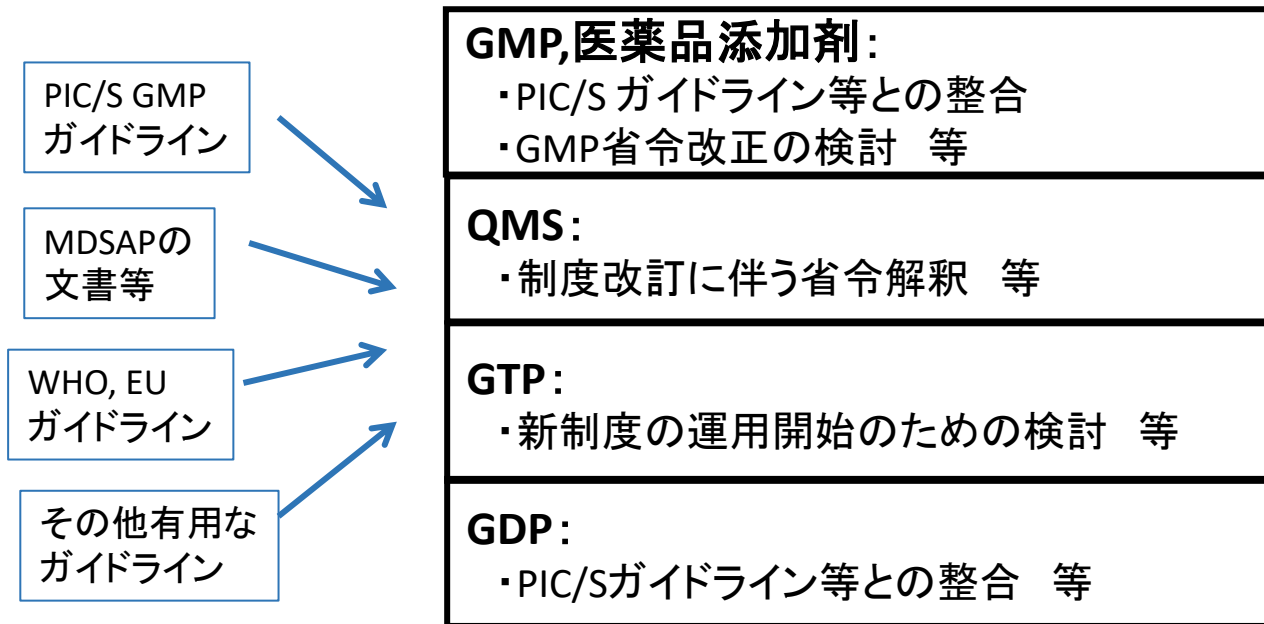 PIC/S GMP
ガイドライン
MDSAPの
文書等
WHO, EU
ガイドライン
その他有用な
ガイドライン
GMP,医薬品添加剤：
・PIC/S ガイドライン等との整合
・GMP省令改正の検討　等
QMS：
・制度改訂に伴う省令解釈　等
GTP：
・新制度の運用開始のための検討　等
GDP：
・PIC/Sガイドライン等との整合　等